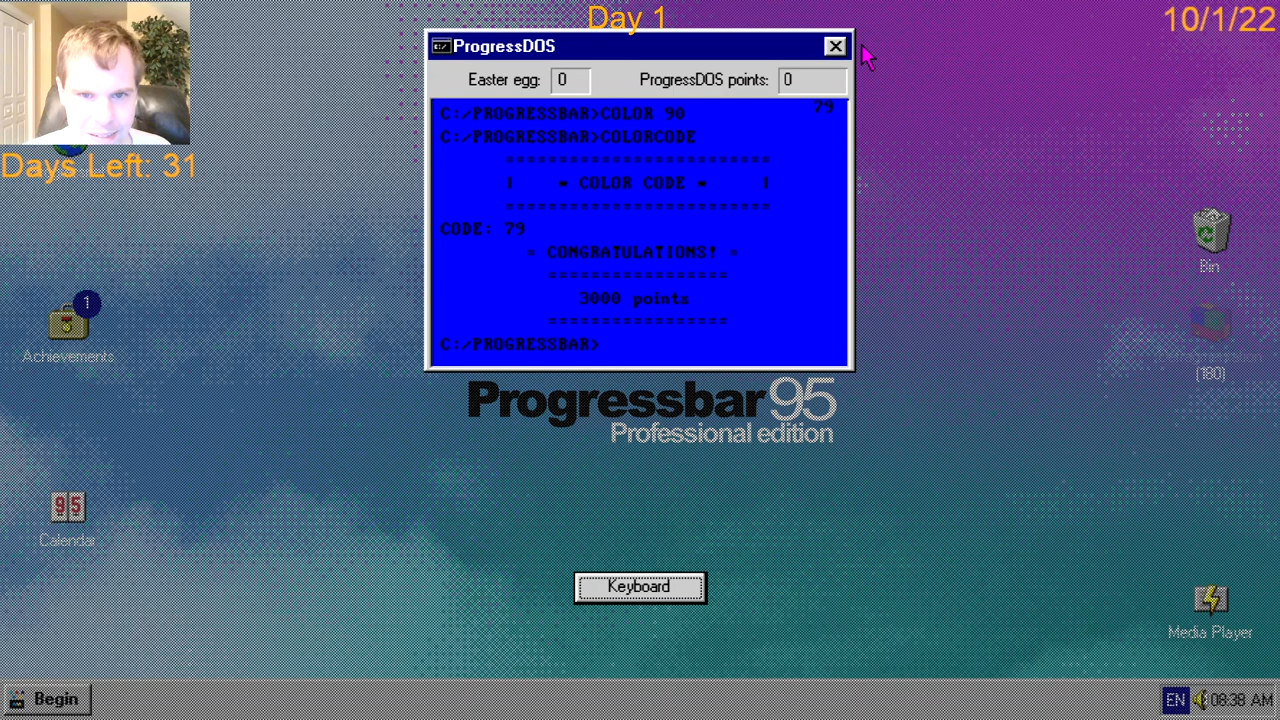 Day 1
10/1/22
Days Left: 31
ProgressDOS
Easter egg: 0
ProgressDOS points: 0
79
C:/PROGRESSBAR>COLOR 90
C:/PROGRESSBAR>COLORCODE
========================
! = COLOR CODE = !
========================
CODE: 79
= CONGRATULATIONS! =
================
3000 points
================
C:/PROGRESSBAR>
Progressbar95
Professional edition
1
Achievements
Bin
(180)
95
Calendar
Keyboard
Media Player
Begin
EN 08:38 AM